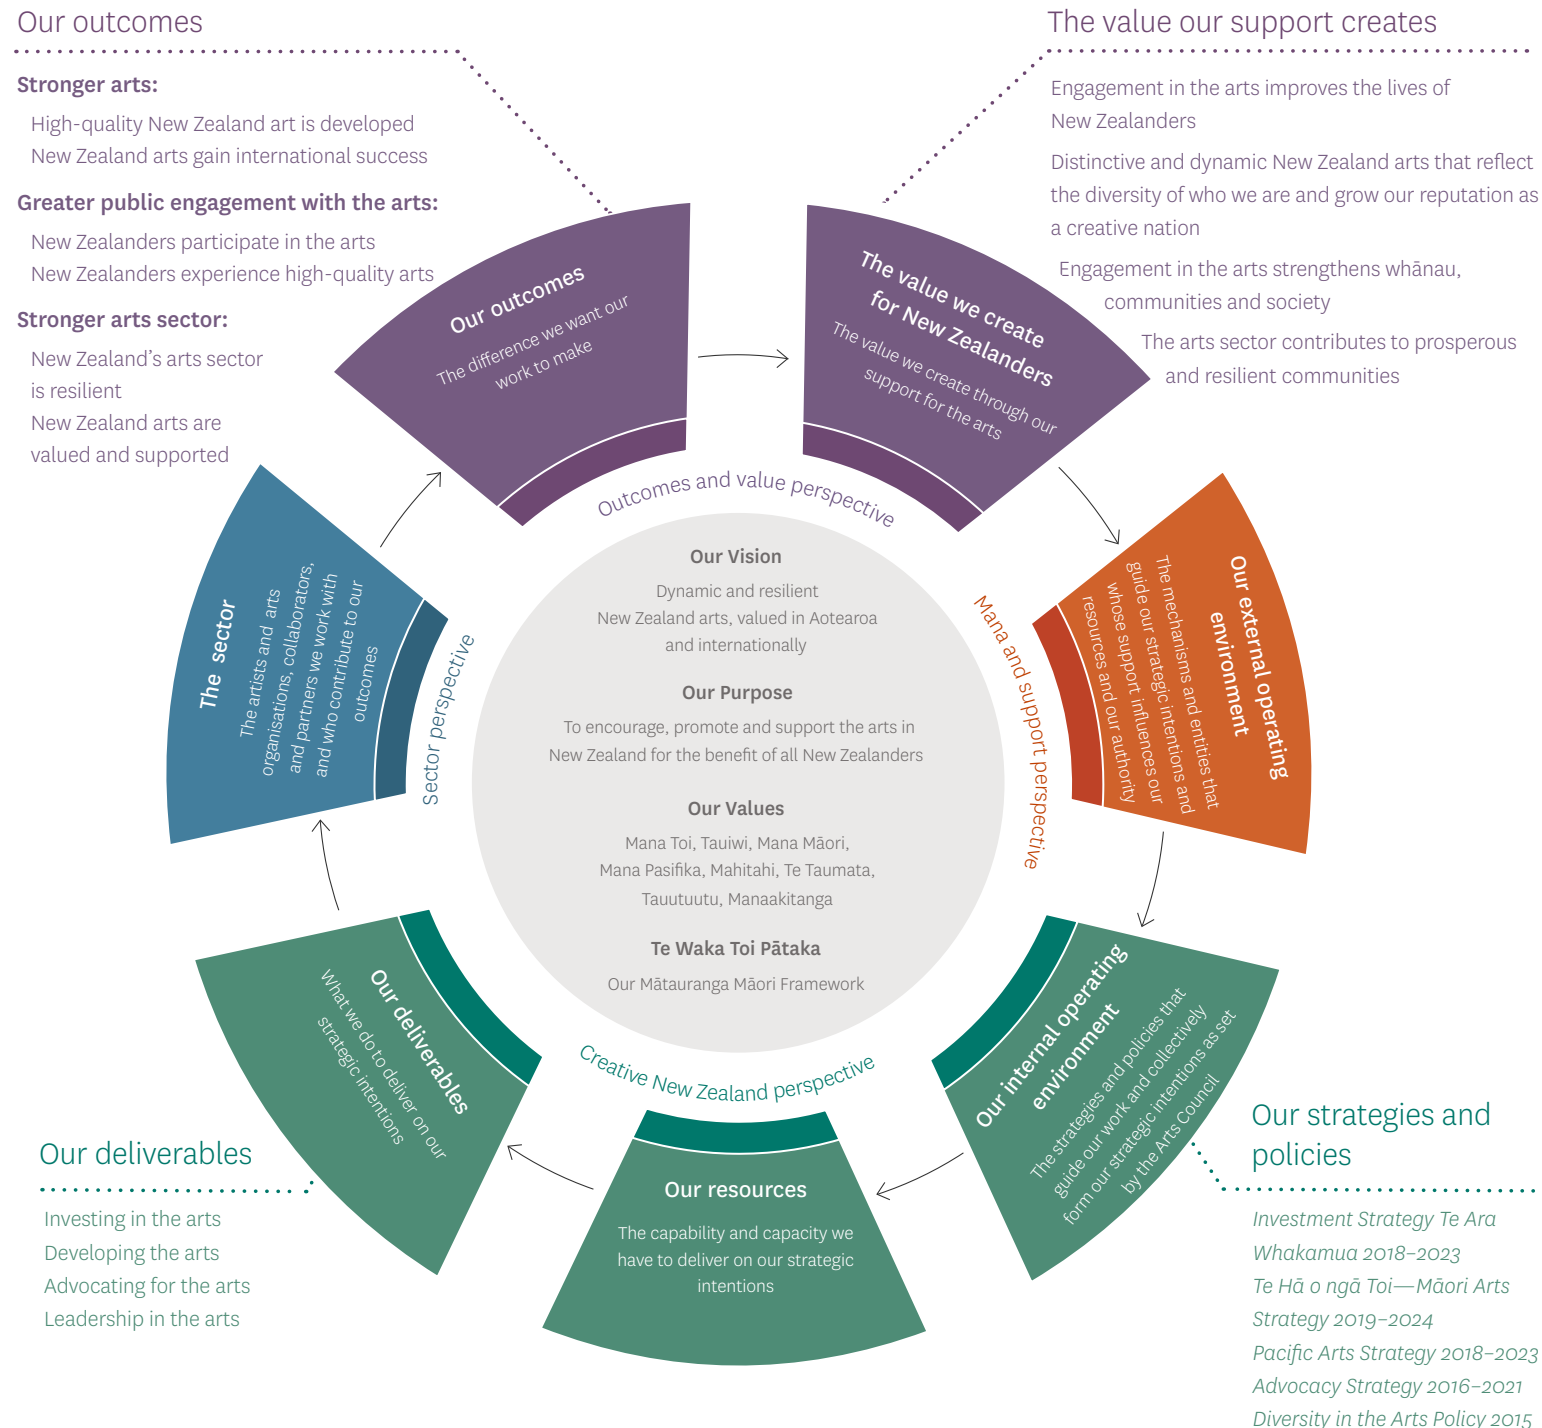 Our outcomes
Stronger arts:
High-quality New Zealand art is developed
New Zealand arts gain international success
Greater public engagement with the arts:
New Zealanders participate in the arts
New Zealanders experience high-quality arts
Stronger arts sector:
New Zealand’s arts sector
is resilient
New Zealand arts are
valued and supported
The value our support creates
Engagement in the arts improves the lives of
New Zealanders
Distinctive and dynamic New Zealand arts that reflect
the diversity of who we are and grow our reputation as
a creative nation
Engagement in the arts strengthens whānau,
communities and society
The arts sector contributes to prosperous
and resilient communities
Our outcomes
The difference we want our
work to make
The value we create
for New Zealanders
The value we create through our
support for the arts
Outcomes and value perspective
Our external operating
environment
The mechanisms and entities that
guide our strategic intentions and
whose support influences our
resources and our authority
Mana and support perspective
The sector
The artists and arts
organisations, collaborators,
and partners we work with
and who contribute to our
outcomes
Sector perspective
Our Vision
Dynamic and resilient
New Zealand arts, valued in Aotearoa
and internationally
Our Purpose
To encourage, promote and support the arts in
New Zealand for the benefit of all New Zealanders
Our Values
Mana Toi, Tauiwi, Mana Māori,
Mana Pasifika, Mahitahi, Te Taumata,
Tauutuutu, Manaakitanga
Te Waka Toi Pātaka
Our Mātauranga Māori Framework
Creative New Zealand perspective
Our internal operating
environment
The strategies and policies that
guide our work and collectively
form our strategic intentions as set
by the Arts Council
Our resources
The capability and capacity we
have to deliver on our strategic
intentions
Our deliverables
What we do to deliver on our
strategic intentions
Our deliverables
Investing in the arts
Developing the arts
Advocating for the arts
Leadership in the arts
Our strategies and
policies
Investment Strategy Te Ara
Whakamua 2018–2023
Te Hā o ngā Toi—Māori Arts
Strategy 2019–2024
Pacific Arts Strategy 2018–2023
Advocacy Strategy 2016–2021
Diversity in the Arts Policy 2015